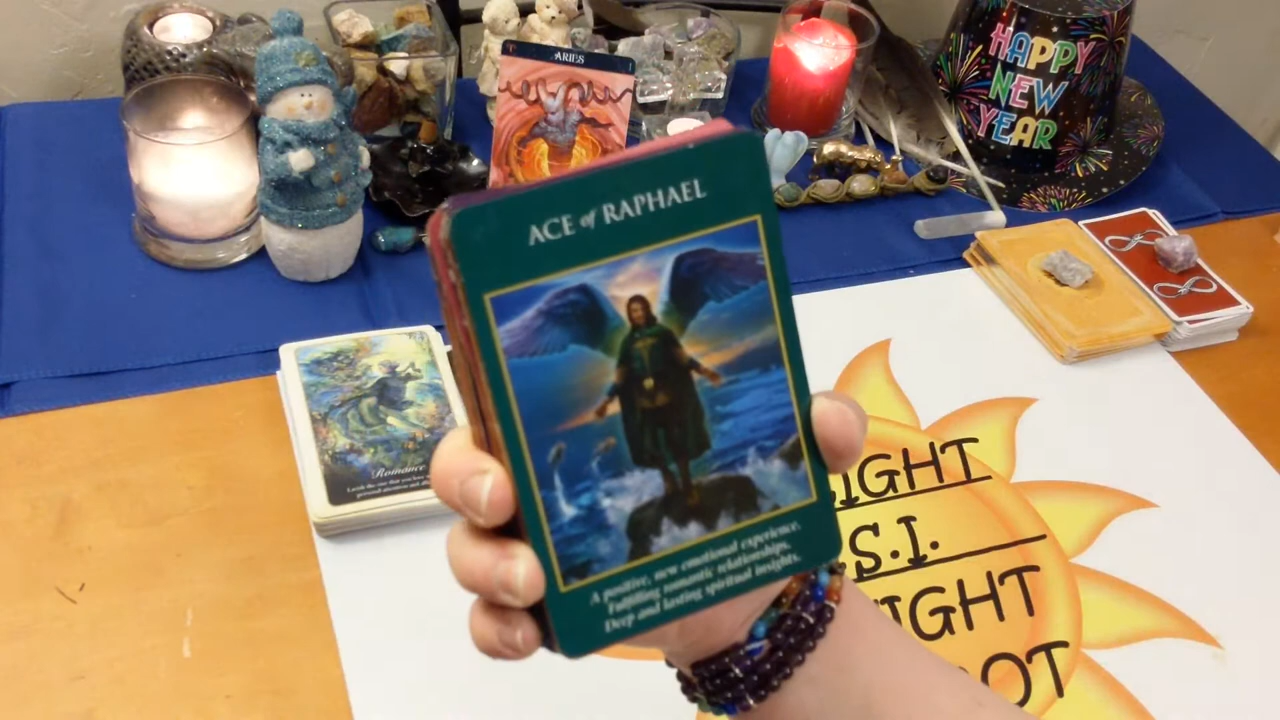 ARIES
HAPPY
NEW
YEAR
ACE of RAPHAEL
A positive, new emotional experience.
Fulfilling romantic relationships.
Deep and lasting spiritual insights.
Romance
IGHT
S.I.
IGHT
OT